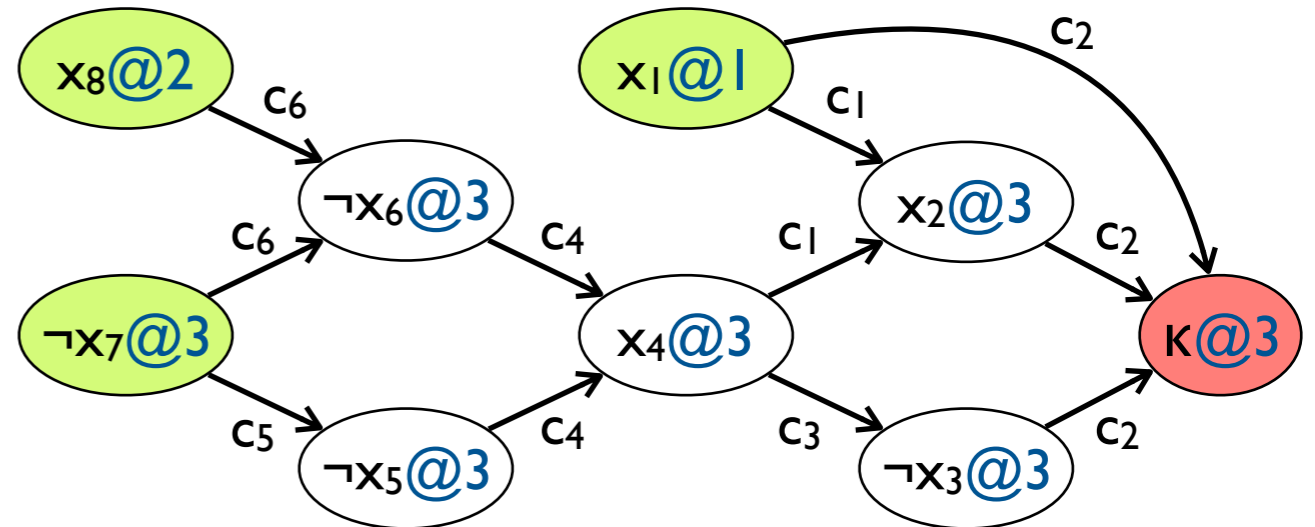 x₈@2
x₁@1
c₂
c₆
c₁
¬x₆@3
x₂@3
c₆
c₄
c₁
c₂
¬x₇@3
x₄@3
κ@3
c₅
c₄
c₃
c₂
¬x₅@3
¬x₃@3